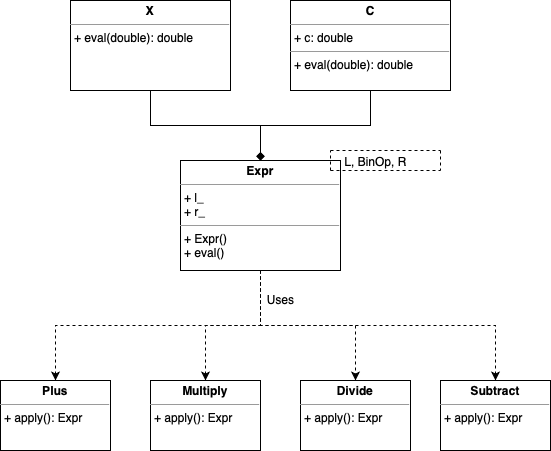 X
+ eval(double): double
C
+ c: double
+ eval(double): double
L, BinOp, R
Expr
+ l_
+ r_
+ Expr()
+ eval()
Uses
Plus
+ apply(): Expr
Multiply
+ apply(): Expr
Divide
+ apply(): Expr
Subtract
+ apply(): Expr